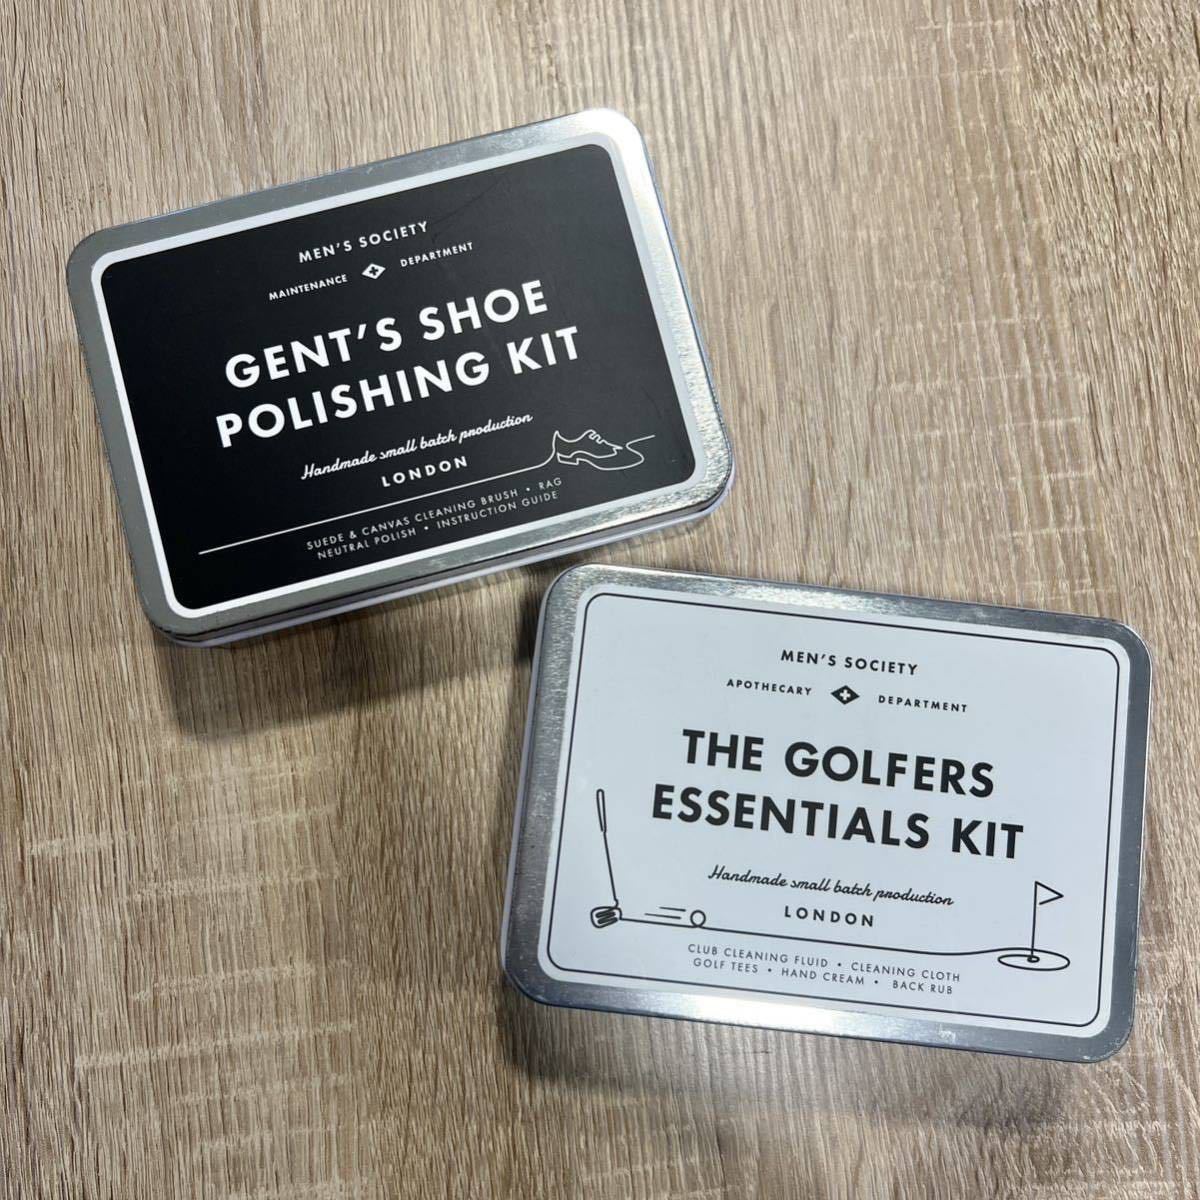 MEN'S SOCIETY
MAINTENANCE DEPARTMENT
GENT'S SHOE
POLISHING KIT
Handmade small batch production
LONDON
SUEDE & CANVAS CLEANING BRUSH • RAG
NEUTRAL POLISH • INSTRUCTION GUIDE
MEN'S SOCIETY
APOTHECARY DEPARTMENT
THE GOLFERS
ESSENTIALS KIT
Handmade small batch production
LONDON
CLUB CLEANING FLUID • CLEANING CLOTH
GOLF TEES • HAND CREAM • BACK RUB